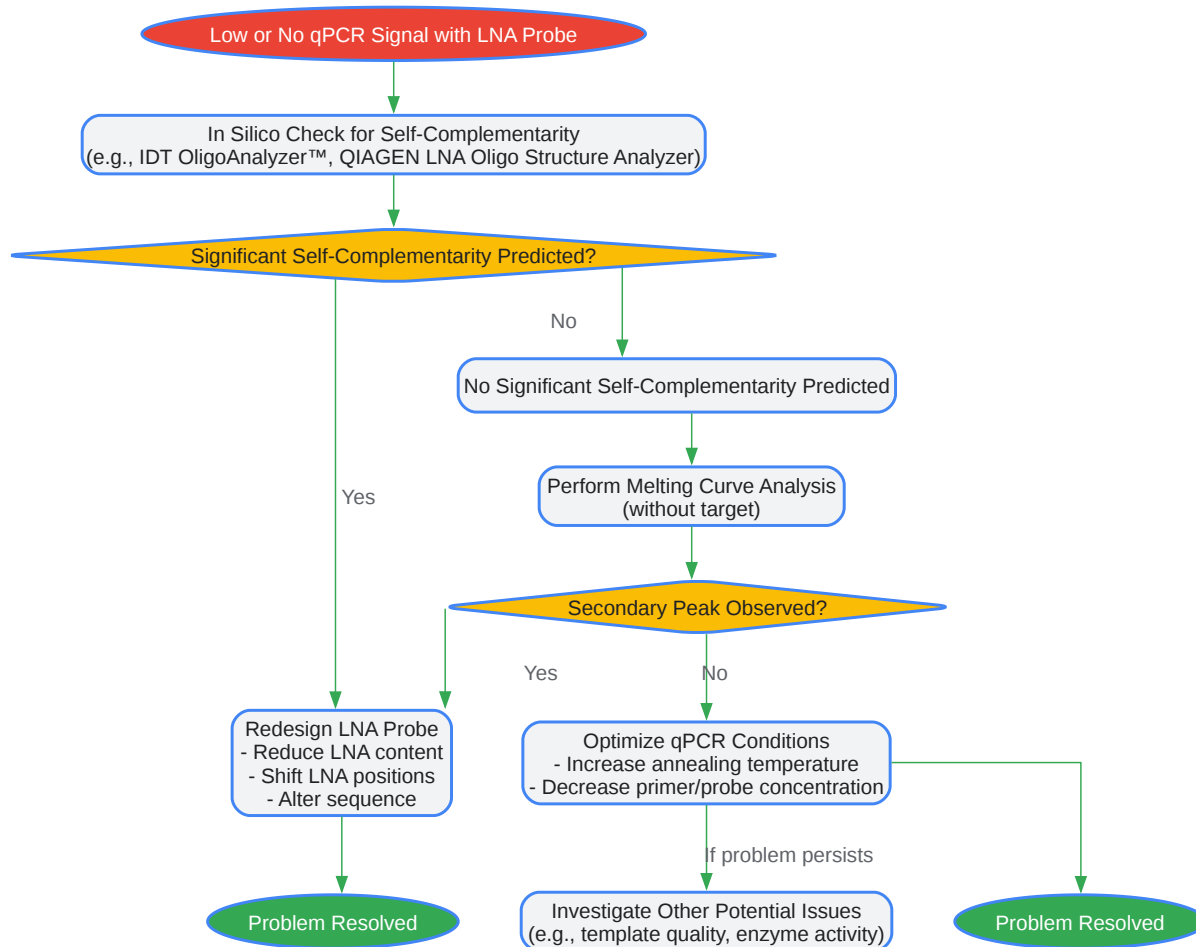 Low or No qPCR Signal with LNA Probe
In Silico Check for Self-Complementarity
(e.g., IDT OligoAnalyzer™, QIAGEN LNA Oligo Structure Analyzer)
Significant Self-Complementarity Predicted?
No
No Significant Self-Complementarity Predicted
Yes
Perform Melting Curve Analysis
(without target)
Secondary Peak Observed?
Yes
No
Redesign LNA Probe
- Reduce LNA content
- Shift LNA positions
- Alter sequence
Optimize qPCR Conditions
- Increase annealing temperature
- Decrease primer/probe concentration
If problem persists
Problem Resolved
Investigate Other Potential Issues
(e.g., template quality, enzyme activity)
Problem Resolved